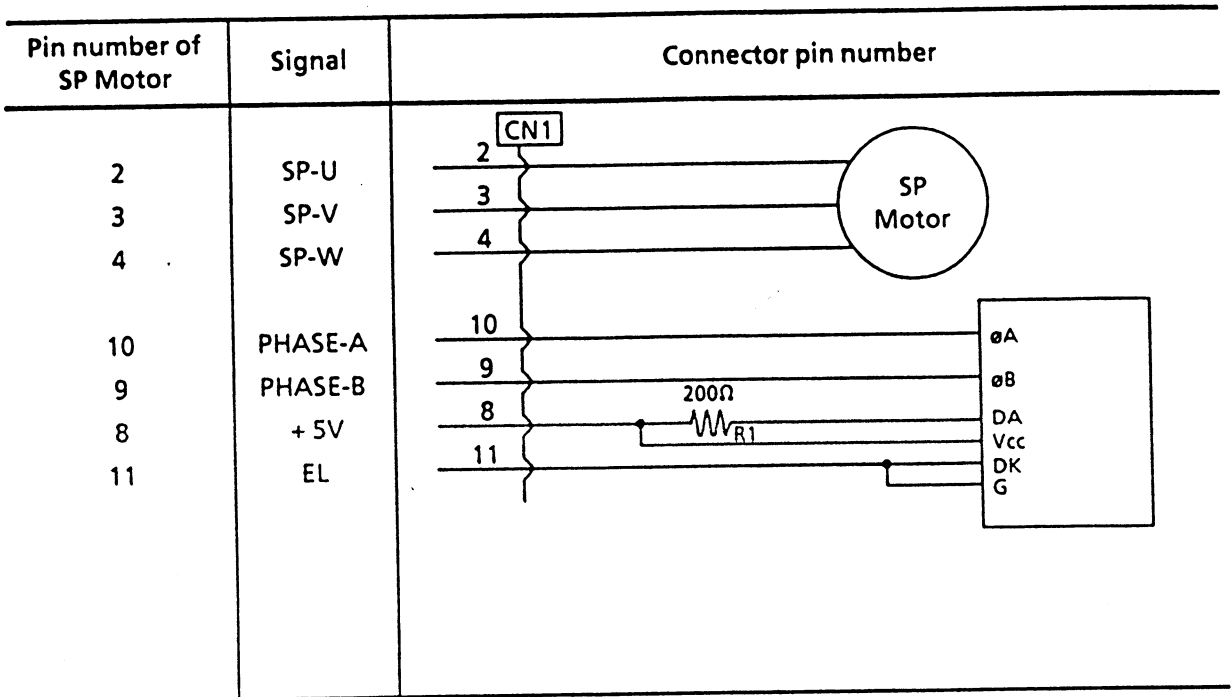 Pin number of
SP Motor
Signal
Connector pin number
CN1
2 SP-U 2
3 SP-V 3
4 SP-W 4
SP
Motor
10 PHASE-A 10 øA
9 PHASE-B 9 øB
200Ω
8 + 5V 8 R1 DA
Vcc
11 EL 11 DK
G